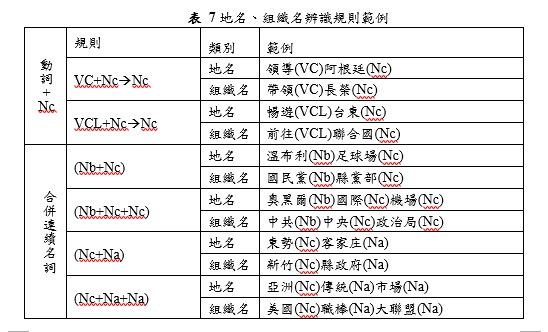 表 7 地名、組織名辨識規則範例
規則 類別 範例
動詞+Nc
VC+Nc→Nc 地名 領導(VC)阿根廷(Nc)
組織名 帶領(VC)長榮(Nc)
VCL+Nc→Nc 地名 暢遊(VCL)台東(Nc)
組織名 前往(VCL)聯合國(Nc)
合併連續名詞
(Nb+Nc) 地名 溫布利(Nb)足球場(Nc)
組織名 國民黨(Nb)縣黨部(Nc)
(Nb+Nc+Nc) 地名 奧黑爾(Nb)國際(Nc)機場(Nc)
組織名 中共(Nb)中央(Nc)政治局(Nc)
(Nc+Na) 地名 東勢(Nc)客家庄(Na)
組織名 新竹(Nc)縣政府(Na)
(Nc+Na+Na) 地名 亞洲(Nc)傳統(Na)市場(Na)
組織名 美國(Nc)職棒(Na)大聯盟(Na)